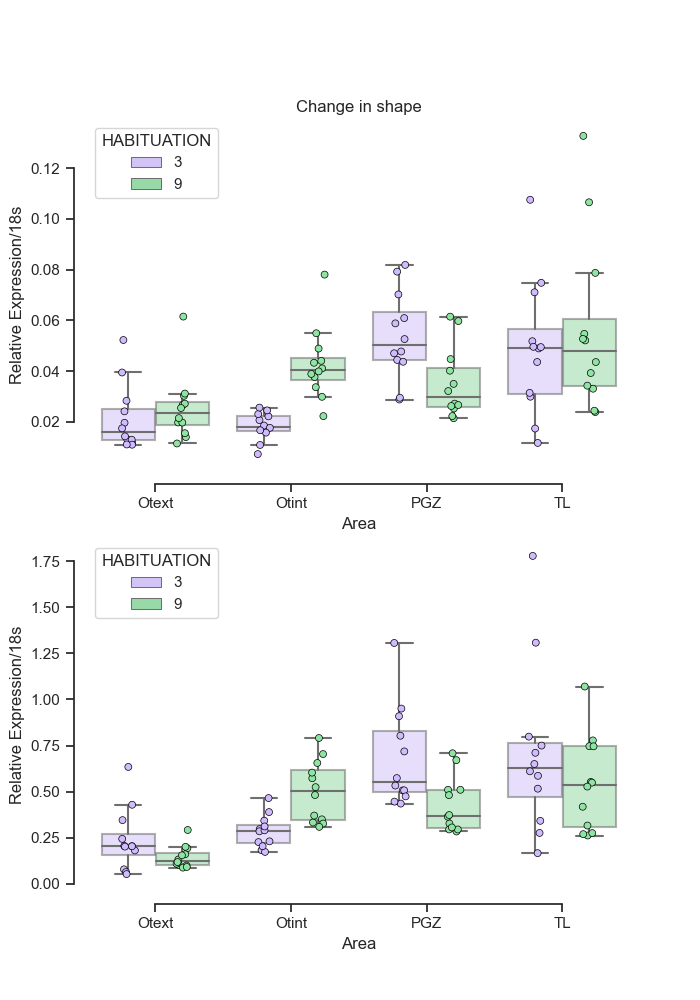 Change in shape
HABITUATION
3
9
0.12
0.10
0.08
0.06
0.04
0.02
Relative Expression/18s
Otext Otint PGZ TL
Area
HABITUATION
3
9
1.75
1.50
1.25
1.00
0.75
0.50
0.25
0.00
Relative Expression/18s
Otext Otint PGZ TL
Area